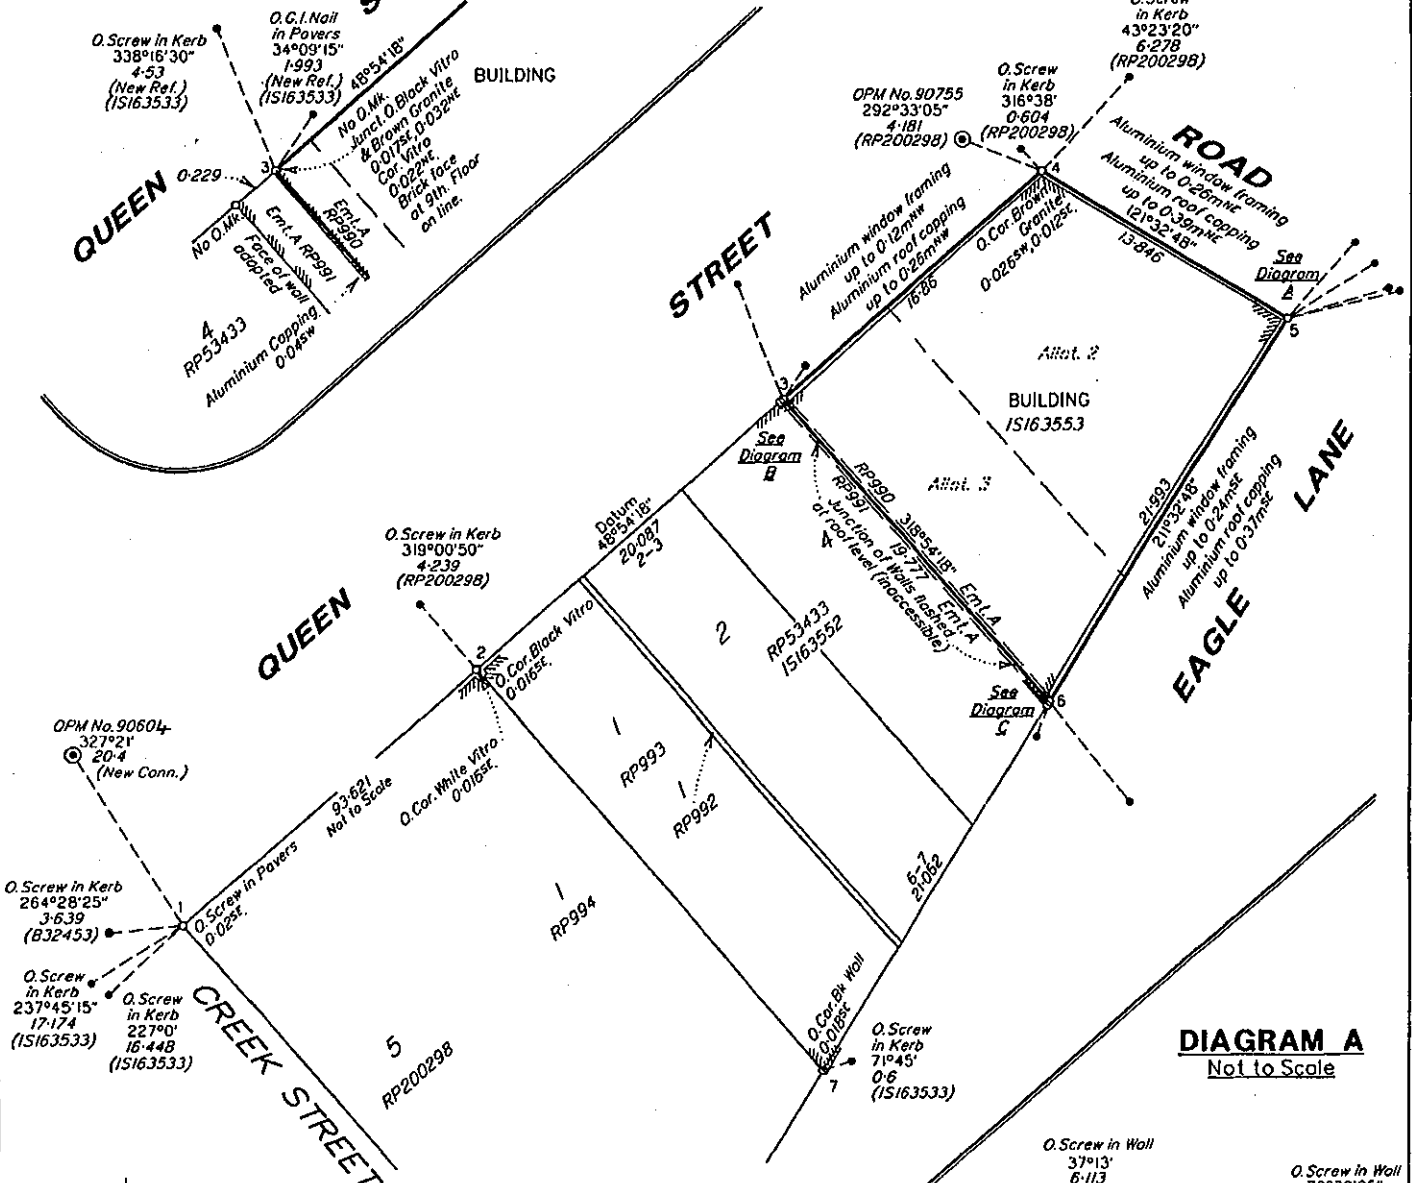 O.Screw in Kerb
338°16'30"
4·53
(New Ref.)
(IS163533)
O.G.I.Nail
in Pavers
34°09'15"
1·993
(New Ref.)
(IS163533)
S
48°54'18"
No O.Mk.
Junct.O.Black Vitro
& Brown Granite
0·017SE,0·032NE
Cor. Vitro
0·022NE.
Brick face
at 9th. Floor
on line.
BUILDING
QUEEN
0·229
3
No O.Mk.
Emt.A
RP990
Emt.A RP991
Face of wall
adopted
4
RP53433
Aluminium Capping
0·04SW
O.Screw
in Kerb
43°23'20"
6·278
(RP200298)
O.Screw
in Kerb
316°38'
0·604
(RP200298)
OPM No.90755
292°33'05"
4·181
(RP200298)
4
ROAD
Aluminium window framing
up to 0·26mNE
Aluminium roof capping
up to 0·39mNE
121°32'48"
13·846
See
Diagram
A
5
STREET
Aluminium window framing
up to 0·12mNW
Aluminium roof capping
up to 0·26mNW
16·86
O.Cor.Brown
Granite
0·026SW,0·012SE.
Allot. 2
BUILDING
IS163553
Allot. 3
3
See
Diagram
B
RP990
RP991
318°54'18"
19·777
Emt.A
Emt.A
Junction of Walls flashed
at roof level (inaccessible)
4
21·993
211°32'48"
Aluminium window framing
up to 0·24mSE
Aluminium roof capping
up to 0·37mSE
EAGLE
LANE
See
Diagram
C
6
Datum
48°54'18"
20·087
2-3
O.Screw in Kerb
319°00'50"
4·239
(RP200298)
QUEEN
2
O.Cor.Black Vitro
0·016SE.
O.Cor.White Vitro
0·016SE.
2
RP53433
IS163552
1
RP993
1
RP992
1
RP994
6-7
21·052
OPM No.90604
327°21'
20·4
(New Conn.)
93·621
Not to Scale
1
O.Screw in Pavers
0·02SE.
O.Screw in Kerb
264°28'25"
3·639
(B32453)
O.Screw
in Kerb
237°45'15"
17·174
(IS163533)
O.Screw
in Kerb
227°0'
16·448
(IS163533)
CREEK STREET
5
RP200298
O.Cor.Bk Wall
0·018SE
7
O.Screw
in Kerb
71°45'
0·6
(IS163533)
DIAGRAM A
Not to Scale
O.Screw in Wall
37°13'
6·113
O.Screw in Wall